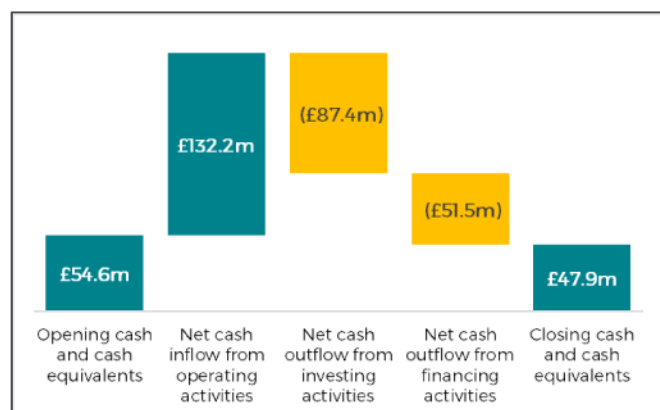 £54.6m
£132.2m
(£87.4m)
(£51.5m)
£47.9m
Opening cash
and cash
equivalents
Net cash
inflow from
operating
activities
Net cash
outflow from
investing
activities
Net cash
outflow from
financing
activities
Closing cash
and cash
equivalents